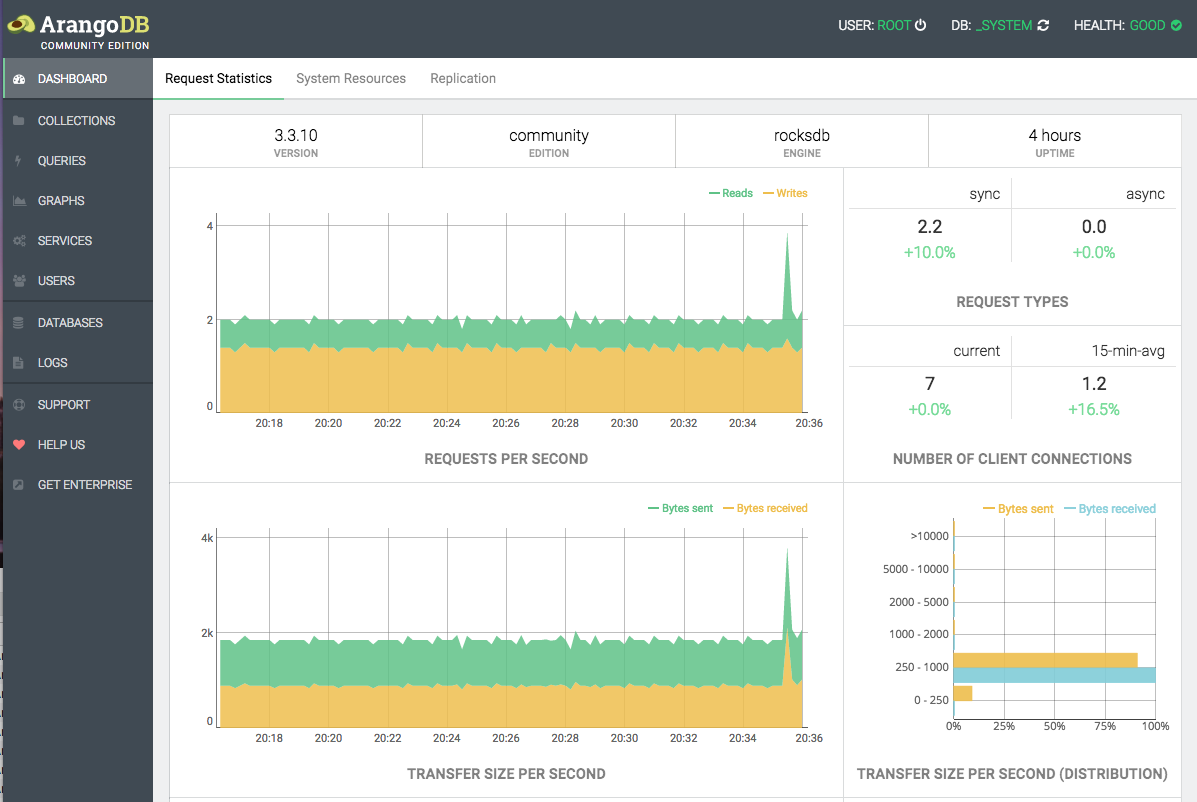 ArangoDB
COMMUNITY EDITION
USER: ROOT
DB: _SYSTEM
HEALTH: GOOD
DASHBOARD
COLLECTIONS
QUERIES
GRAPHS
SERVICES
USERS
DATABASES
LOGS
SUPPORT
HELP US
GET ENTERPRISE
Request Statistics
System Resources
Replication
3.3.10
VERSION
community
EDITION
rocksdb
ENGINE
4 hours
UPTIME
Reads
Writes
4
2
0
20:18
20:20
20:22
20:24
20:26
20:28
20:30
20:32
20:34
20:36
REQUESTS PER SECOND
sync
2.2
+10.0%
async
0.0
+0.0%
REQUEST TYPES
current
7
+0.0%
15-min-avg
1.2
+16.5%
NUMBER OF CLIENT CONNECTIONS
Bytes sent
Bytes received
4k
2k
0
20:18
20:20
20:22
20:24
20:26
20:28
20:30
20:32
20:34
20:36
TRANSFER SIZE PER SECOND
Bytes sent
Bytes received
>10000
5000 - 10000
2000 - 5000
1000 - 2000
250 - 1000
0 - 250
0%
25%
50%
75%
100%
TRANSFER SIZE PER SECOND (DISTRIBUTION)